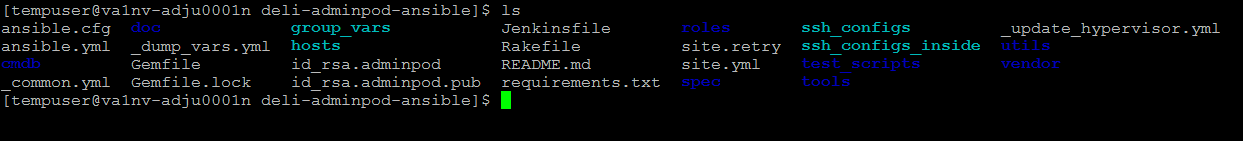 [tempuser@va1nv-adju0001n deli-adminpod-ansible]$ ls
ansible.cfg doc group_vars Jenkinsfile roles ssh_configs _update_hypervisor.yml
ansible.yml _dump_vars.yml hosts Rakefile site.retry ssh_configs_inside utils
cmdb Gemfile id_rsa.adminpod README.md site.yml test_scripts vendor
_common.yml Gemfile.lock id_rsa.adminpod.pub requirements.txt spec tools
[tempuser@va1nv-adju0001n deli-adminpod-ansible]$